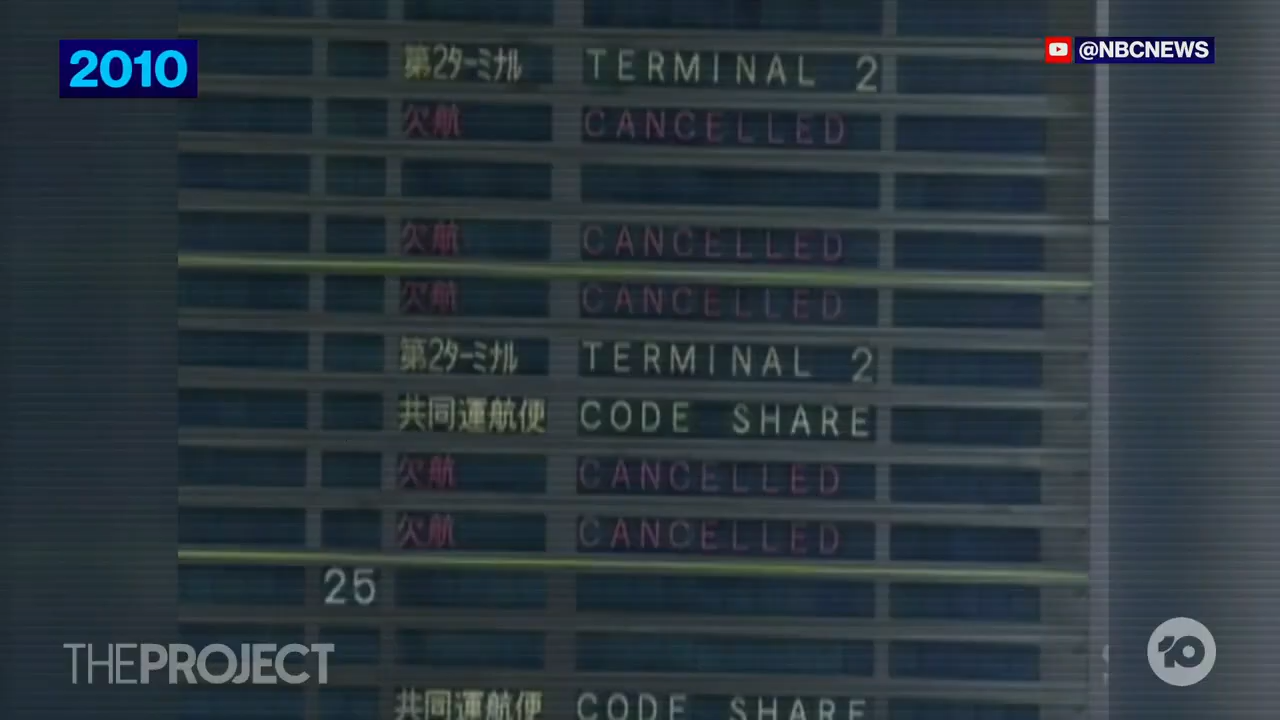 2010
@NBCNEWS
第2ターミナル TERMINAL 2
欠航 CANCELLED
欠航 CANCELLED
欠航 CANCELLED
第2ターミナル TERMINAL 2
共同運航便 CODE SHARE
欠航 CANCELLED
欠航 CANCELLED
25
共同運航便 CODE SHARE
THEPROJECT
10